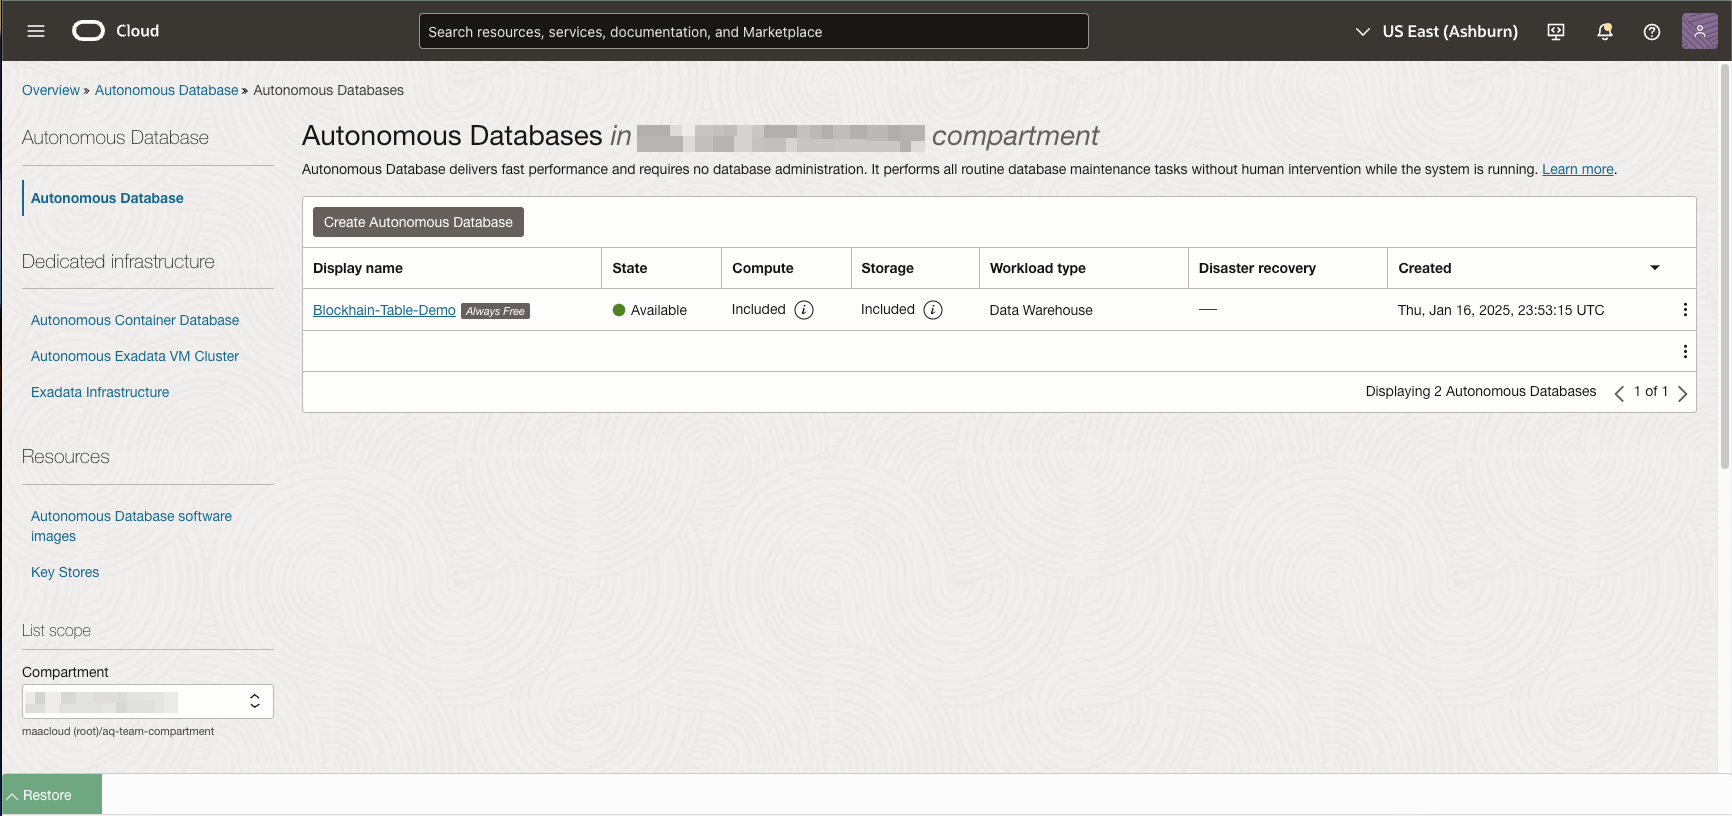 Cloud
Search resources, services, documentation, and Marketplace
US East (Ashburn)
Overview » Autonomous Database » Autonomous Databases
Autonomous Database
Autonomous Database
Dedicated infrastructure
Autonomous Container Database
Autonomous Exadata VM Cluster
Exadata Infrastructure
Resources
Autonomous Database software
images
Key Stores
List scope
Compartment
maacloud (root)/aq-team-compartment
Autonomous Databases in compartment
Autonomous Database delivers fast performance and requires no database administration. It performs all routine database maintenance tasks without human intervention while the system is running. Learn more.
Create Autonomous Database
Display name State Compute Storage Workload type Disaster recovery Created
Blockhain-Table-Demo Always Free Available Included Included Data Warehouse — Thu, Jan 16, 2025, 23:53:15 UTC
Displaying 2 Autonomous Databases 1 of 1
Restore